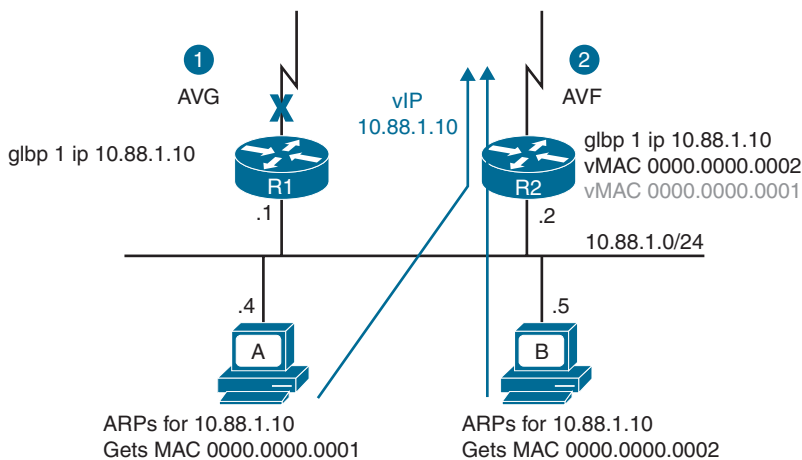 1
AVG
glbp 1 ip 10.88.1.10
R1
.1
vIP
10.88.1.10
2
AVF
glbp 1 ip 10.88.1.10
vMAC 0000.0000.0002
vMAC 0000.0000.0001
R2
.2
10.88.1.0/24
.4
A
ARPs for 10.88.1.10
Gets MAC 0000.0000.0001
.5
B
ARPs for 10.88.1.10
Gets MAC 0000.0000.0002